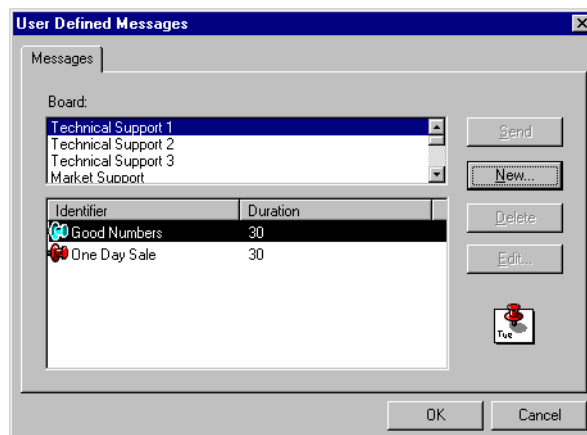 User Defined Messages
Messages
Board:
Technical Support 1
Technical Support 2
Technical Support 3
Market Support
Send
New...
Delete
Edit...
Identifier Duration
Good Numbers 30
One Day Sale 30
Tue
OK Cancel